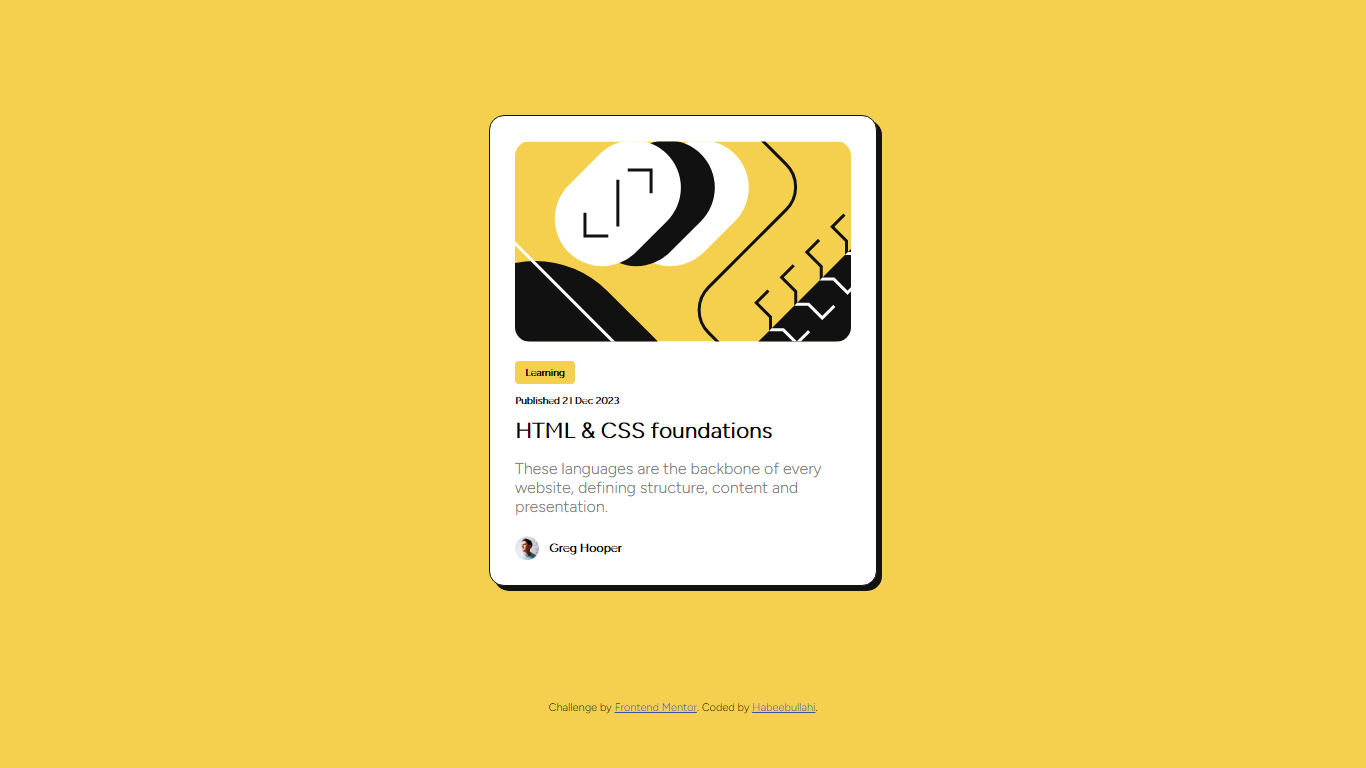 Learning
Published 21 Dec 2023
HTML & CSS foundations
These languages are the backbone of every
website, defining structure, content and
presentation.
Greg Hooper
Challenge by Frontend Mentor. Coded by Habeebullahi.